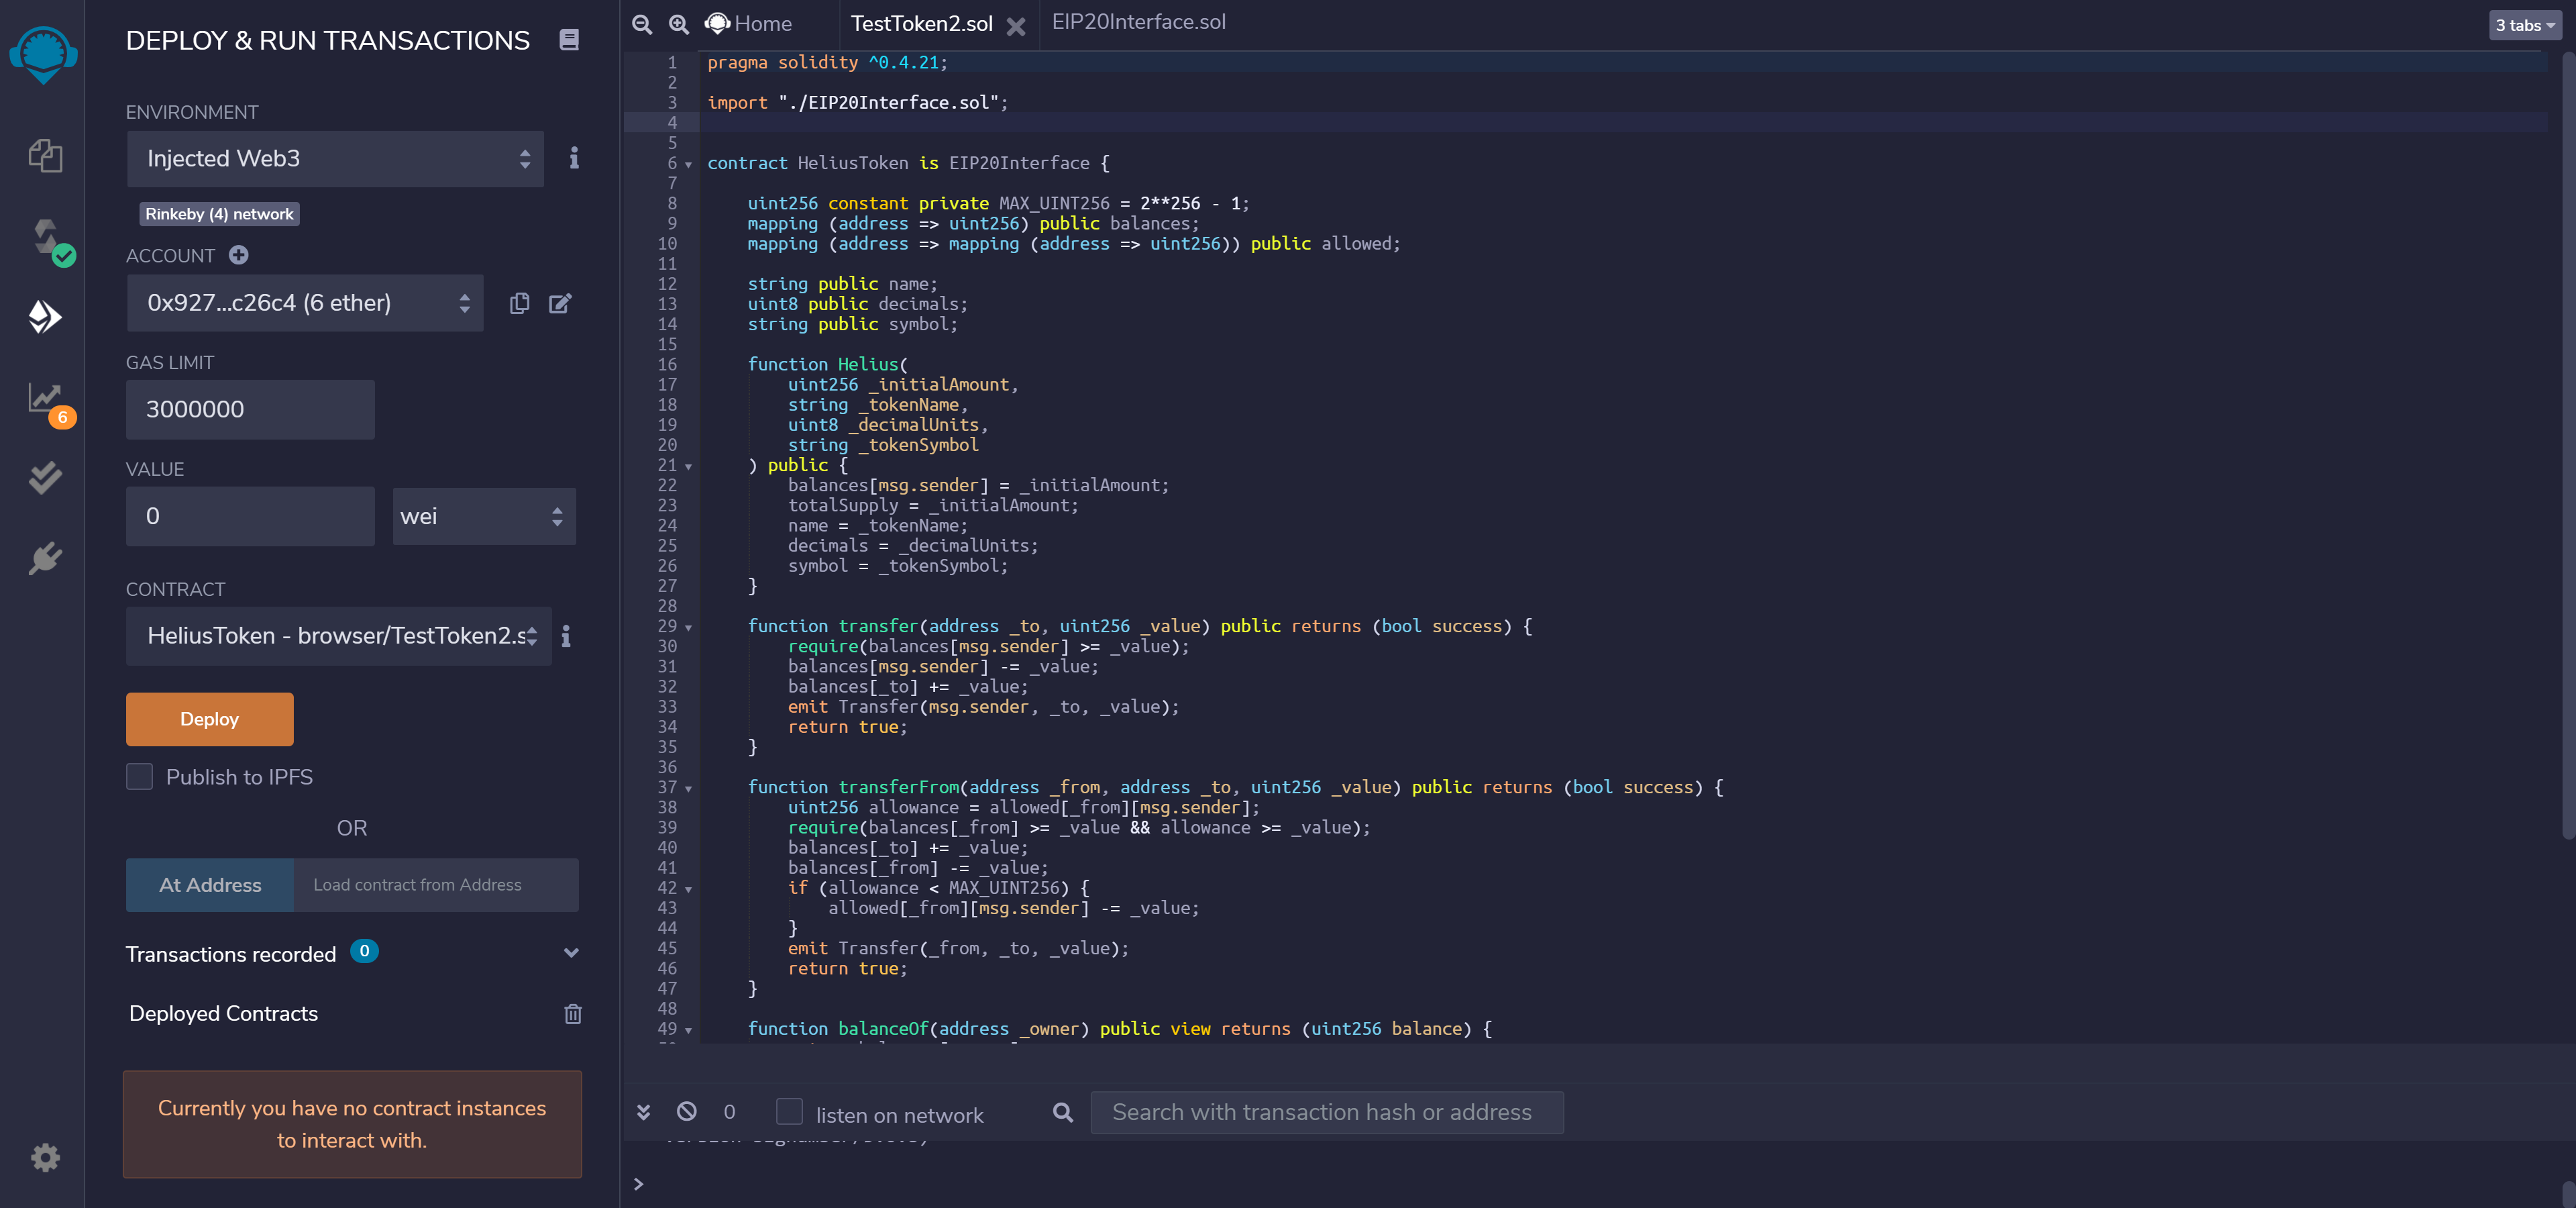 DEPLOY & RUN TRANSACTIONS
ENVIRONMENT
Injected Web3
Rinkeby (4) network
ACCOUNT
0x927...c26c4 (6 ether)
GAS LIMIT
3000000
6
VALUE
0
wei
CONTRACT
HeliusToken - browser/TestToken2.s
Deploy
Publish to IPFS
OR
At Address
Load contract from Address
Transactions recorded 0
Deployed Contracts
Currently you have no contract instances
to interact with.
Home
TestToken2.sol
EIP20Interface.sol
3 tabs
1 pragma solidity ^0.4.21;
2
3 import "./EIP20Interface.sol";
4
5
6 contract HeliusToken is EIP20Interface {
7
8 uint256 constant private MAX_UINT256 = 2**256 - 1;
9 mapping (address => uint256) public balances;
10 mapping (address => mapping (address => uint256)) public allowed;
11
12 string public name;
13 uint8 public decimals;
14 string public symbol;
15
16 function Helius(
17 uint256 _initialAmount,
18 string _tokenName,
19 uint8 _decimalUnits,
20 string _tokenSymbol
21 ) public {
22 balances[msg.sender] = _initialAmount;
23 totalSupply = _initialAmount;
24 name = _tokenName;
25 decimals = _decimalUnits;
26 symbol = _tokenSymbol;
27 }
28
29 function transfer(address _to, uint256 _value) public returns (bool success) {
30 require(balances[msg.sender] >= _value);
31 balances[msg.sender] -= _value;
32 balances[_to] += _value;
33 emit Transfer(msg.sender, _to, _value);
34 return true;
35 }
36
37 function transferFrom(address _from, address _to, uint256 _value) public returns (bool success) {
38 uint256 allowance = allowed[_from][msg.sender];
39 require(balances[_from] >= _value && allowance >= _value);
40 balances[_to] += _value;
41 balances[_from] -= _value;
42 if (allowance < MAX_UINT256) {
43 allowed[_from][msg.sender] -= _value;
44 }
45 emit Transfer(_from, _to, _value);
46 return true;
47 }
48
49 function balanceOf(address _owner) public view returns (uint256 balance) {
0
listen on network
Search with transaction hash or address
>